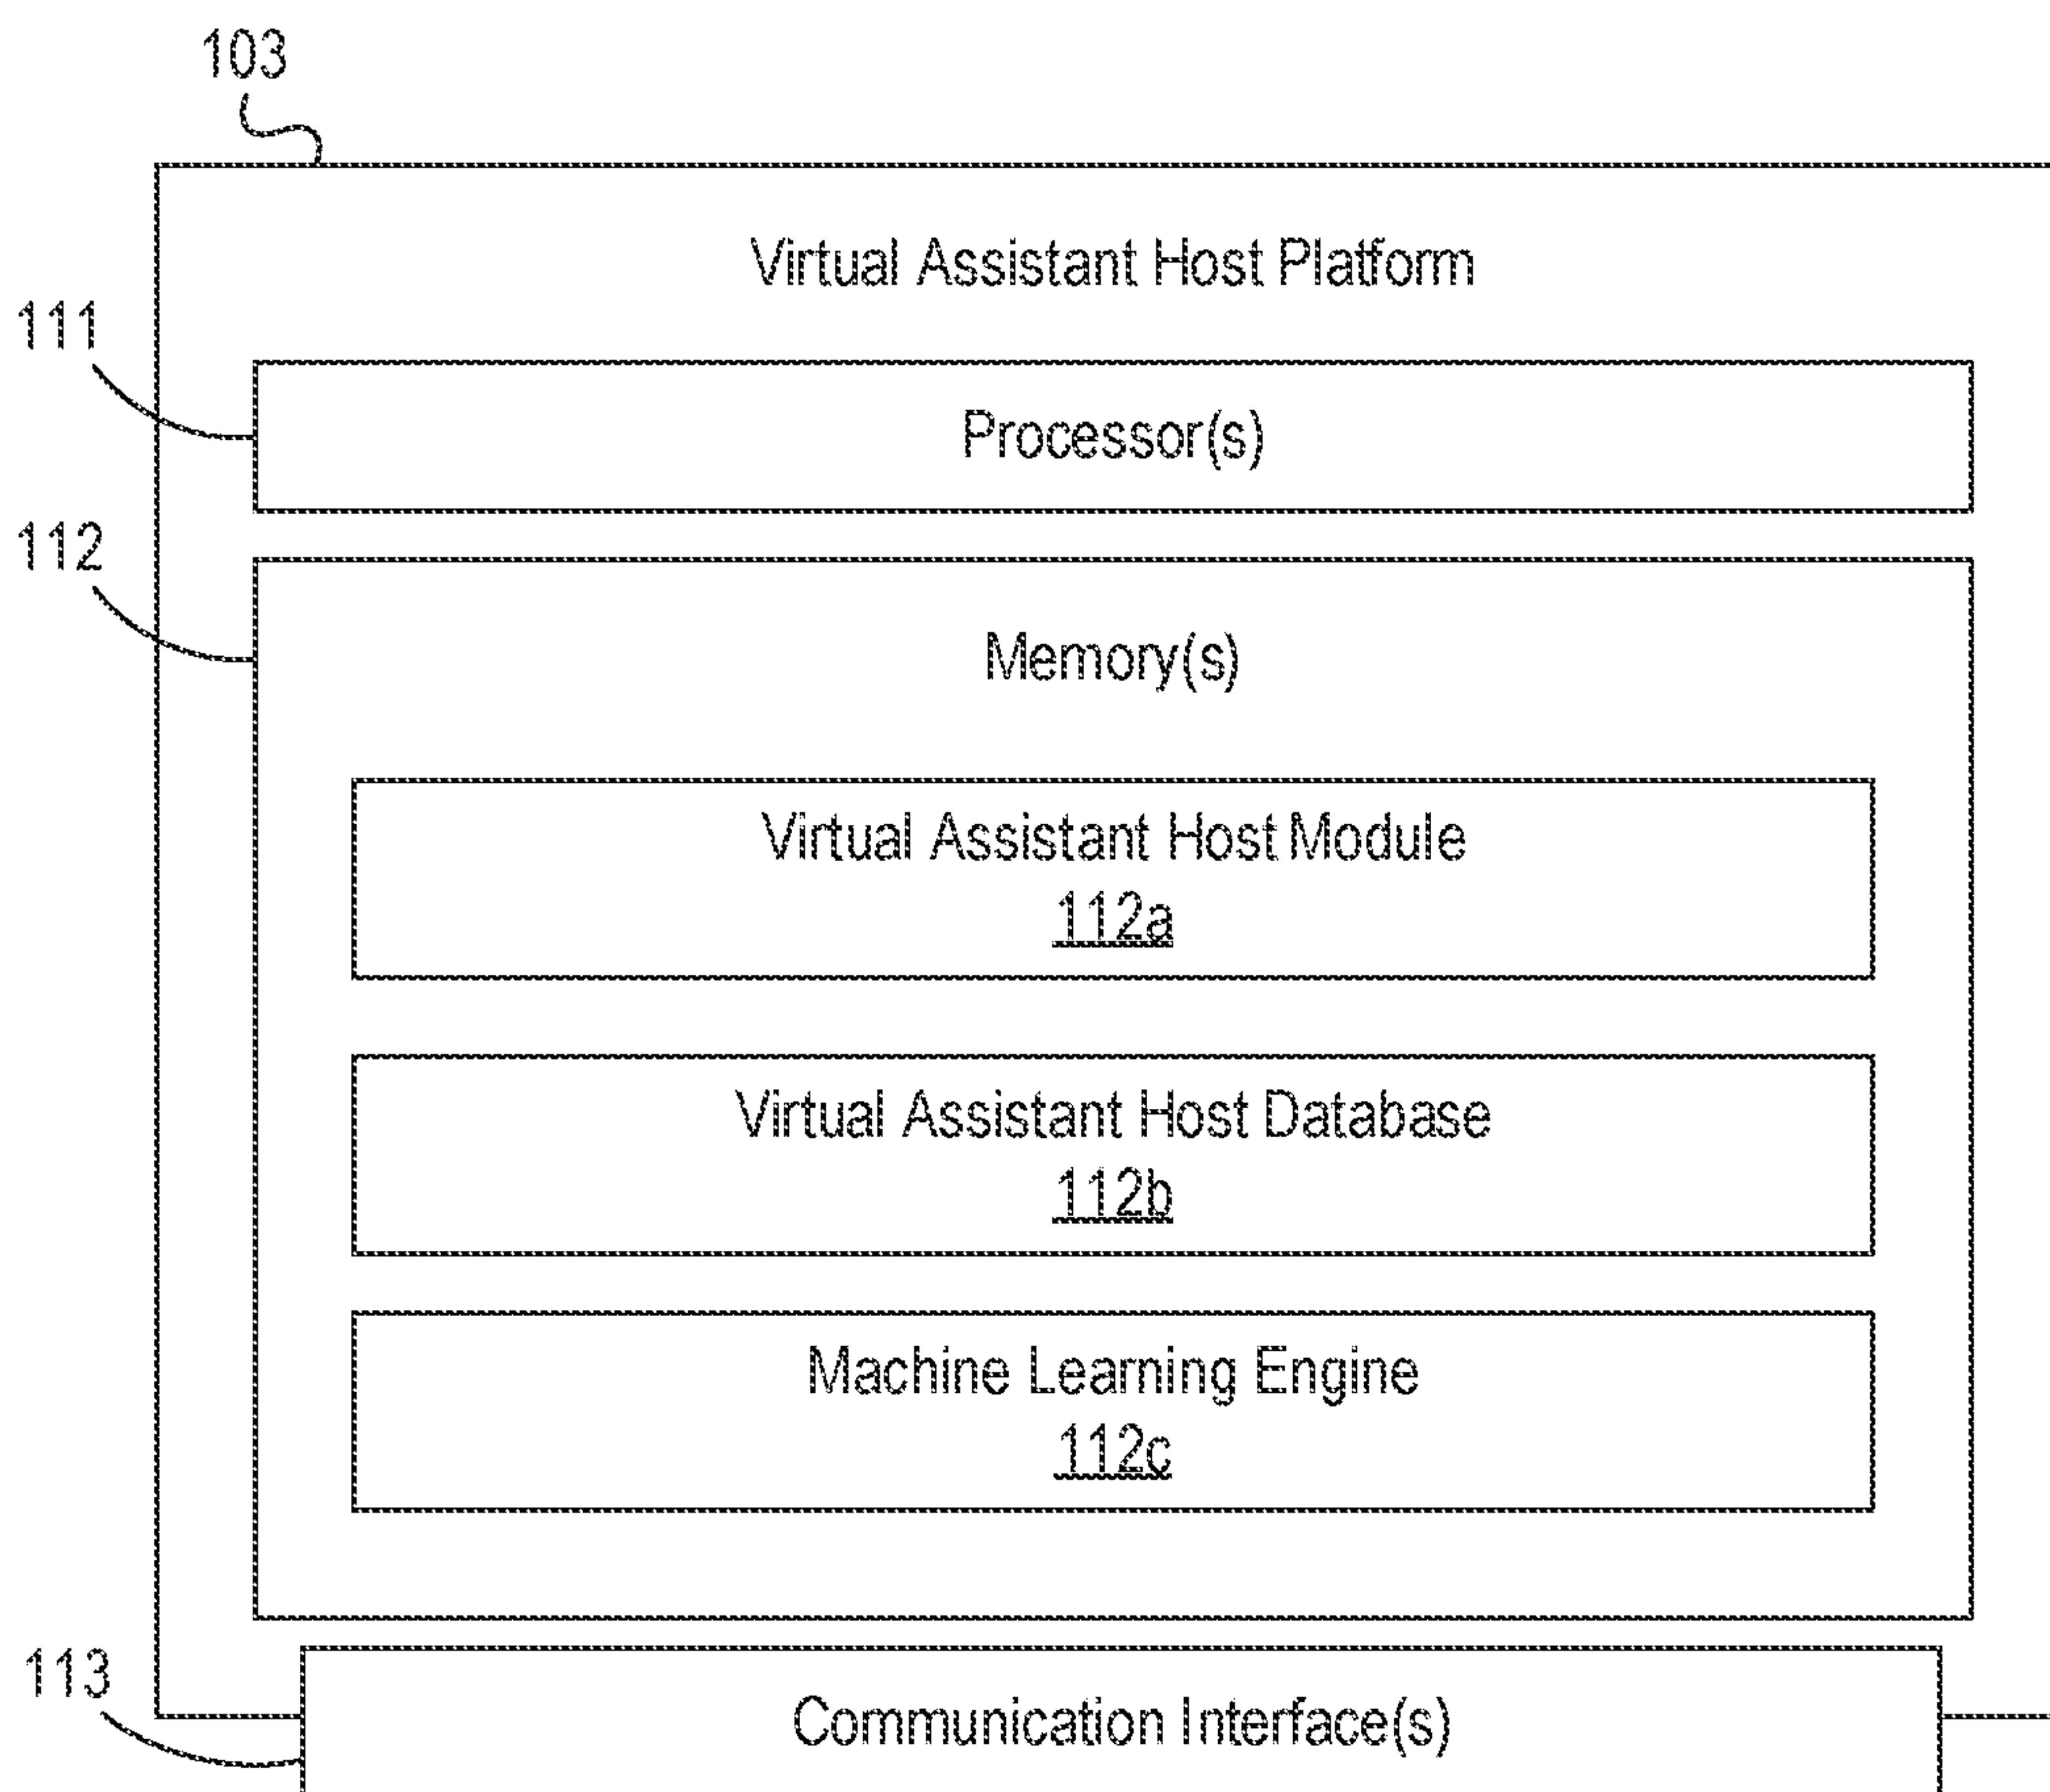 103
Virtual Assistant Host Platform
111
Processor(s)
112
Memory(s)
Virtual Assistant Host Module
112a
Virtual Assistant Host Database
112b
Machine Learning Engine
112c
113
Communication Interface(s)